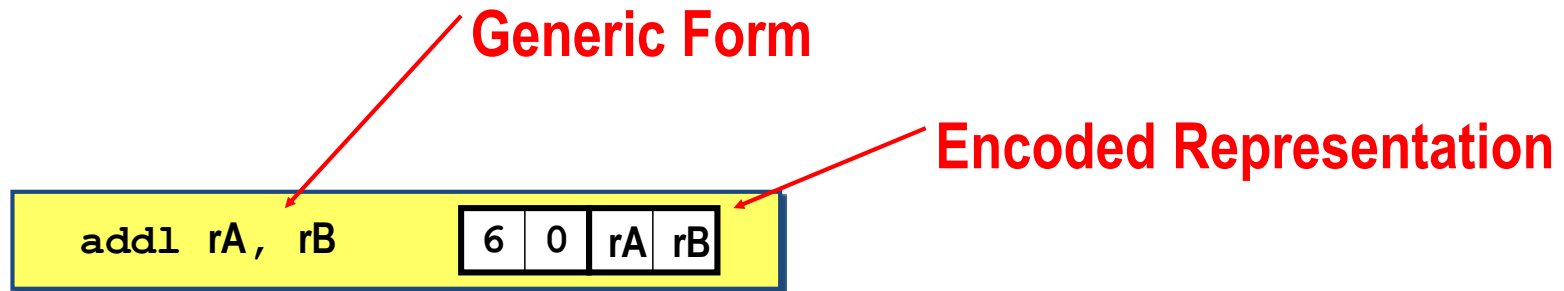 Generic Form
Encoded Representation
addl rA, rB 6 0 rA rB